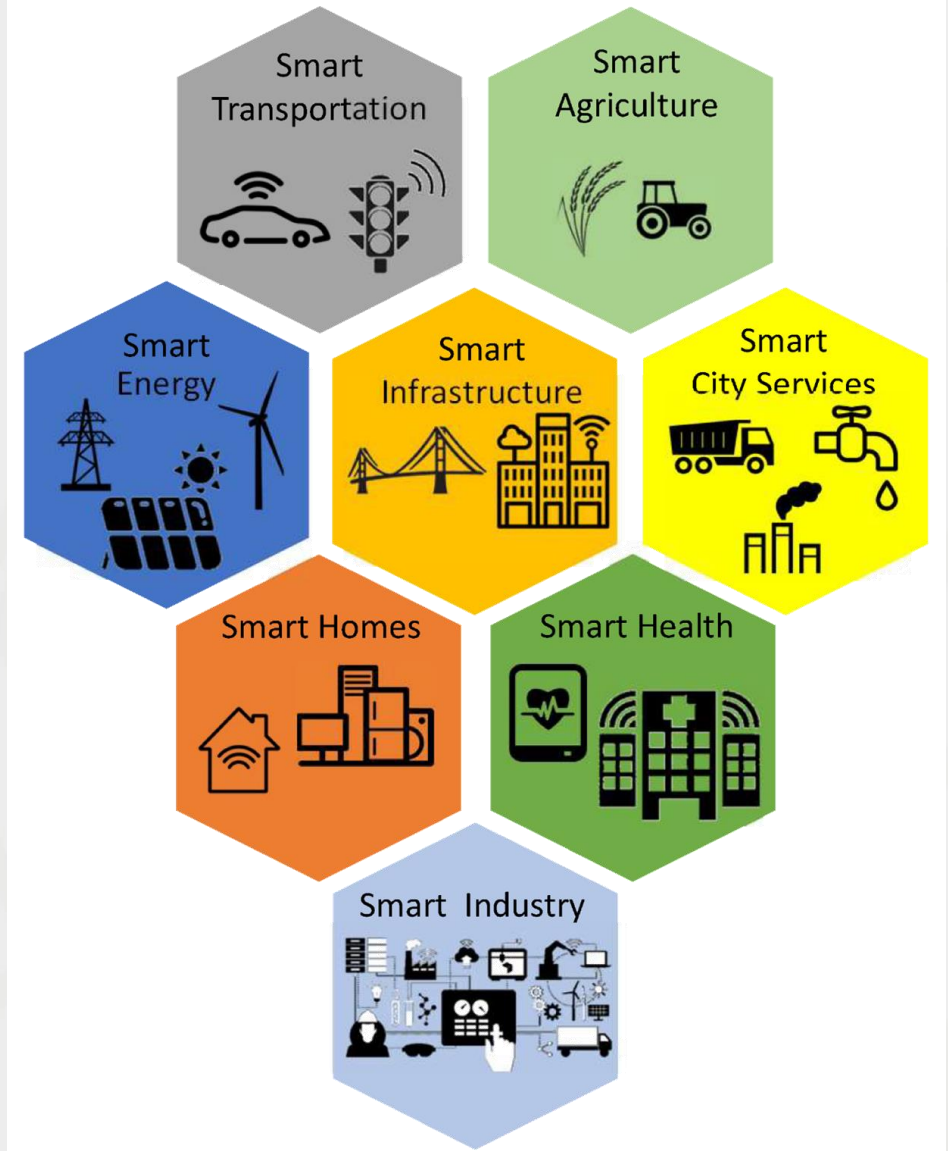 Smart
Transportation
Smart
Agriculture
Smart
Energy
Smart
Infrastructure
Smart
City Services
Smart Homes
Smart Health
Smart Industry